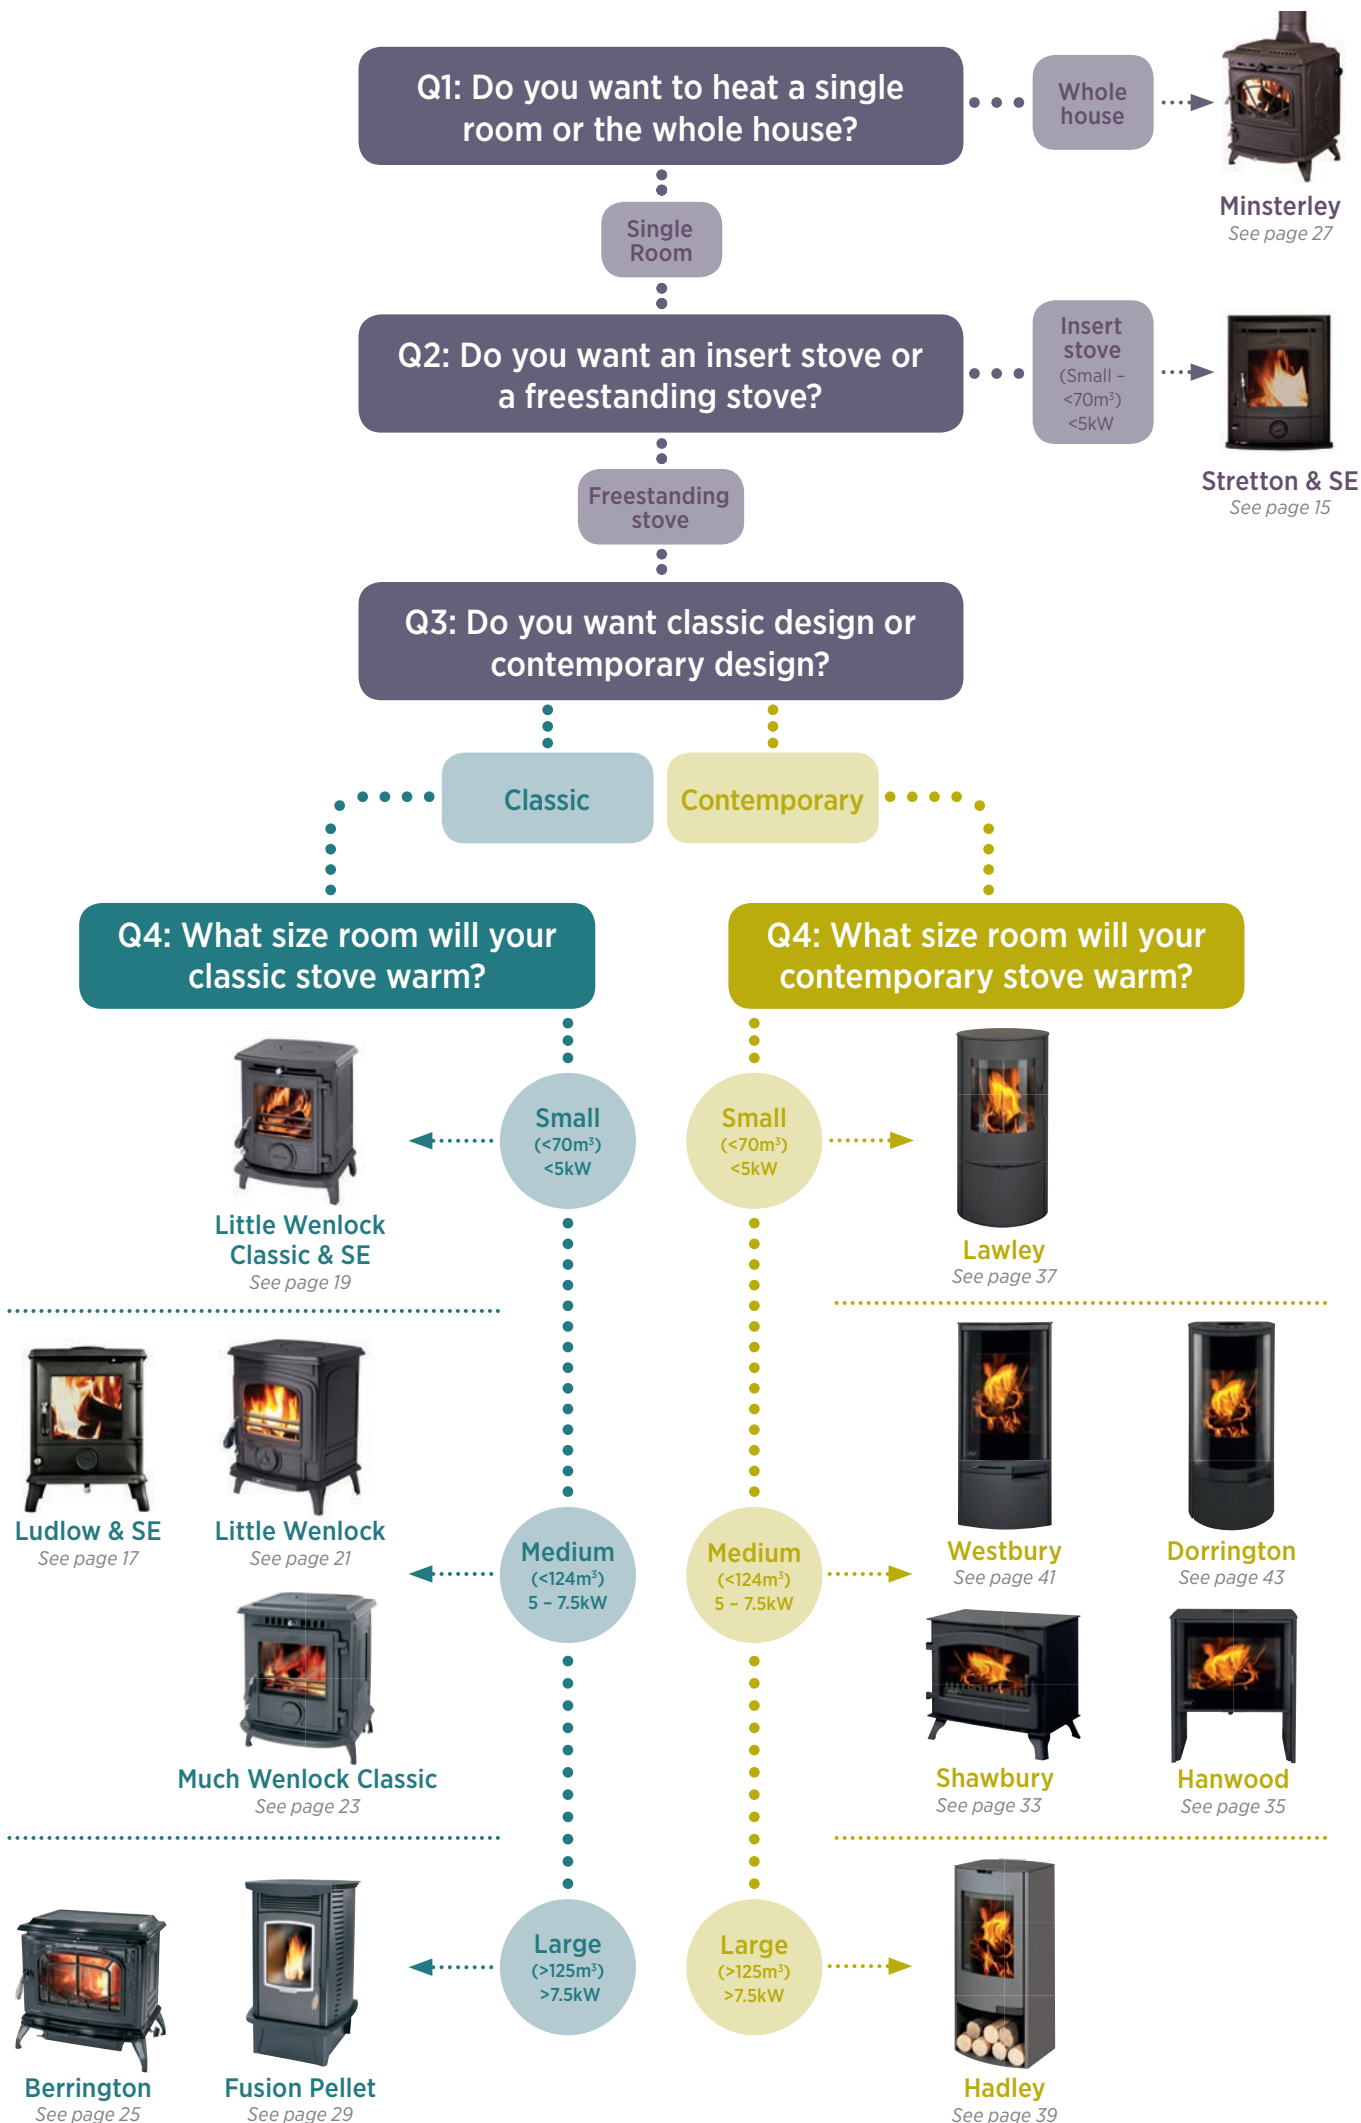 Q1: Do you want to heat a single
room or the whole house?
Whole
house
Minsterley
See page 27
Single
Room
Q2: Do you want an insert stove or
a freestanding stove?
Insert
stove
(Small –
<70m³)
<5kW
Stretton & SE
See page 15
Freestanding
stove
Q3: Do you want classic design or
contemporary design?
Classic
Contemporary
Q4: What size room will your
classic stove warm?
Q4: What size room will your
contemporary stove warm?
Small
(<70m³)
<5kW
Little Wenlock
Classic & SE
See page 19
Small
(<70m³)
<5kW
Lawley
See page 37
Ludlow & SE
See page 17
Little Wenlock
See page 21
Medium
(<124m³)
5 – 7.5kW
Much Wenlock Classic
See page 23
Medium
(<124m³)
5 – 7.5kW
Westbury
See page 41
Dorrington
See page 43
Shawbury
See page 33
Hanwood
See page 35
Large
(>125m³)
>7.5kW
Berrington
See page 25
Fusion Pellet
See page 29
Large
(>125m³)
>7.5kW
Hadley
See page 39